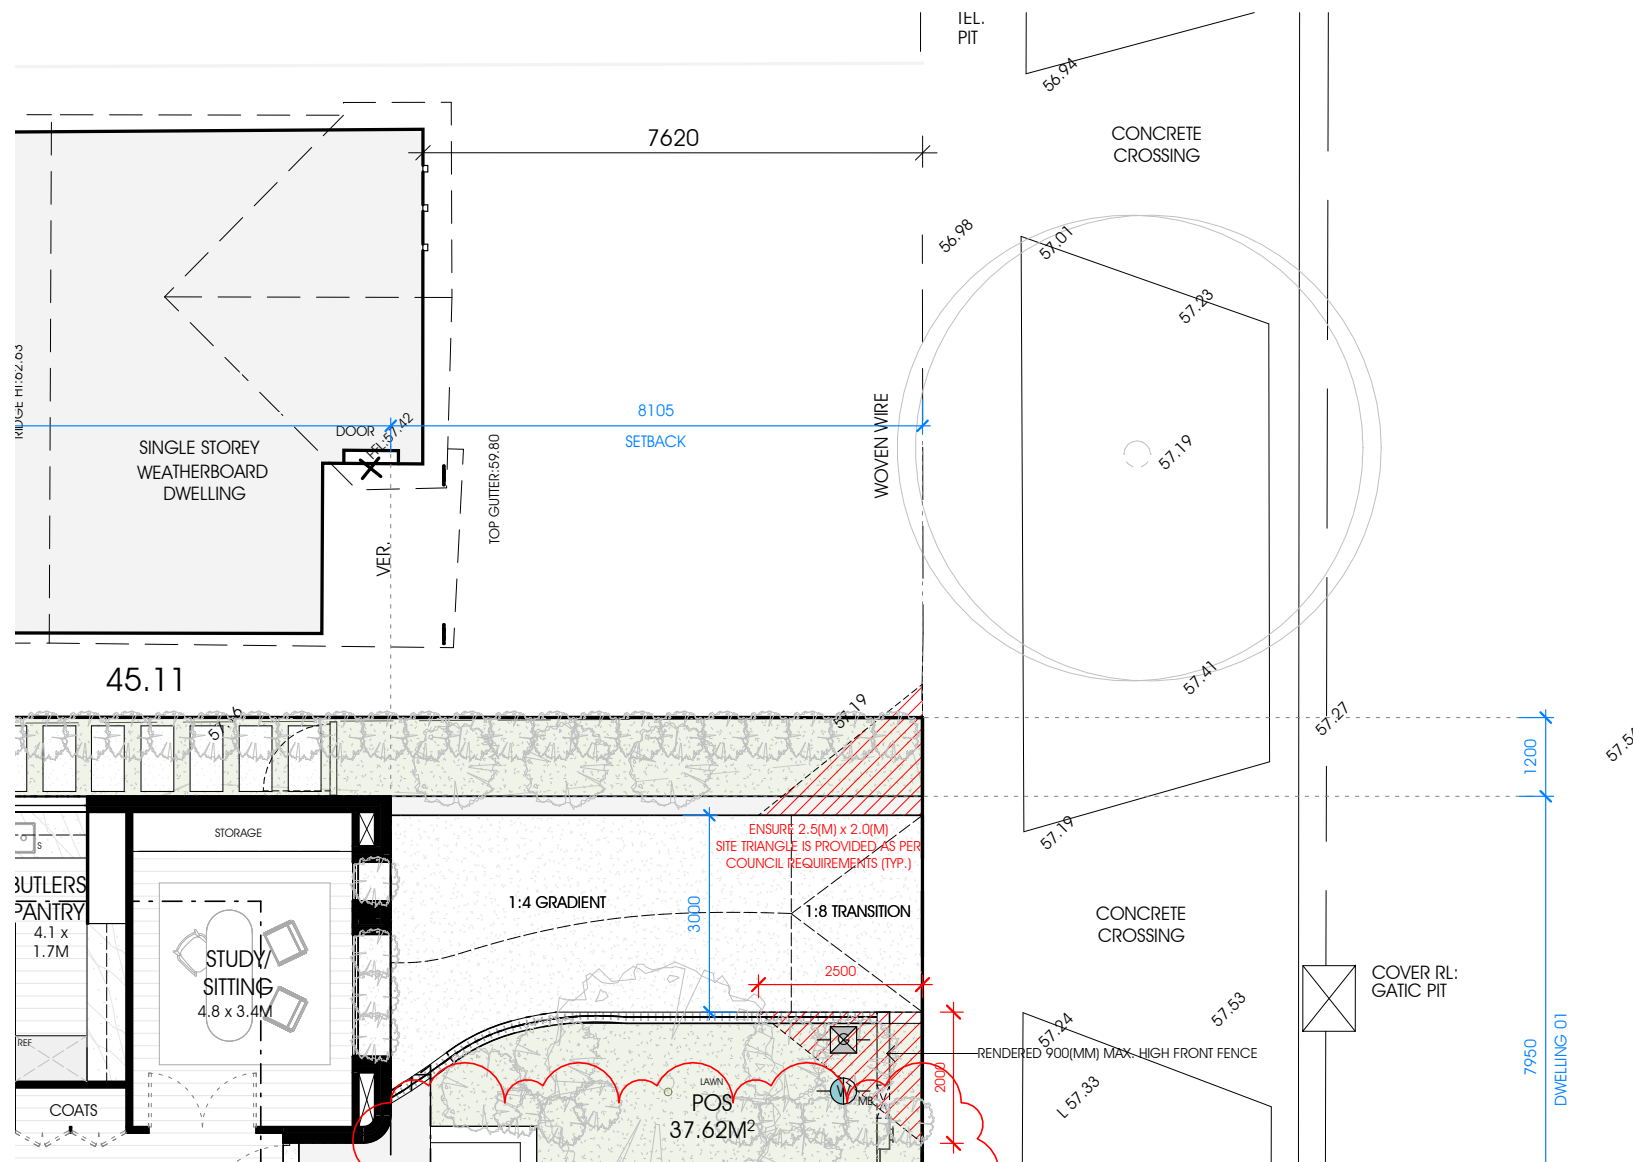 TEL.
PIT
56.94
CONCRETE
CROSSING
7620
56.98
57.01
57.23
RIDGE HT:62.63
8105
SETBACK
DOOR
FFL:57.42
SINGLE STOREY
WEATHERBOARD
DWELLING
TOP GUTTER:59.80
WOVEN WIRE
57.19
VER.
45.11
57.41
57.19
57.27
1200
STORAGE
ENSURE 2.5(M) x 2.0(M)
SITE TRIANGLE IS PROVIDED AS PER
COUNCIL REQUIREMENTS (TYP.)
57.19
S
BUTLERS
PANTRY
4.1 x
1.7M
1:4 GRADIENT
3000
1:8 TRANSITION
CONCRETE
CROSSING
STUDY/
SITTING
4.8 x 3.4M
2500
COVER RL:
GATIC PIT
57.53
57.24
REF
RENDERED 900(MM) MAX. HIGH FRONT FENCE
2000
7950
DWELLING 01
L 57.33
LAWN
POS
37.62M²
MB
COATS